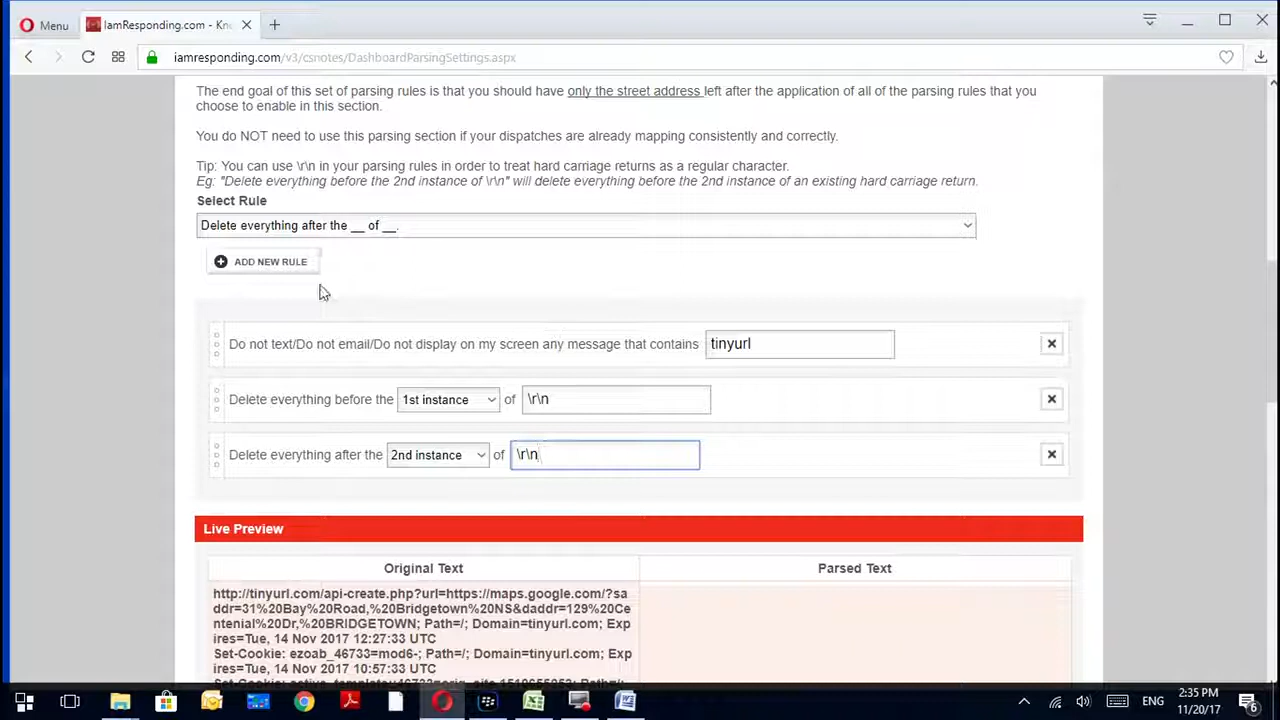 Menu
IamResponding.com - Kno
iamresponding.com/v3/csnotes/DashboardParsingSettings.aspx
The end goal of this set of parsing rules is that you should have only the street address left after the application of all of the parsing rules that you
choose to enable in this section.
You do NOT need to use this parsing section if your dispatches are already mapping consistently and correctly.
Tip: You can use \r\n in your parsing rules in order to treat hard carriage returns as a regular character.
Eg: "Delete everything before the 2nd instance of \r\n" will delete everything before the 2nd instance of an existing hard carriage return.
Select Rule
Delete everything after the __ of __.
ADD NEW RULE
Do not text/Do not email/Do not display on my screen any message that contains tinyurl
Delete everything before the 1st instance of \r\n
Delete everything after the 2nd instance of \r\n
Live Preview
Original Text Parsed Text
http://tinyurl.com/api-create.php?url=https://maps.google.com/?sa
ddr=31%20Bay%20Road,%20Bridgetown%20NS&daddr=129%20Ce
ntenial%20Dr,%20BRIDGETOWN; Path=/; Domain=tinyurl.com; Exp
ires=Tue, 14 Nov 2017 12:27:33 UTC
Set-Cookie: ezoab_46733=mod6-; Path=/; Domain=tinyurl.com; Exp
ires=Tue, 14 Nov 2017 10:57:33 UTC
ENG
2:35 PM
11/20/17
6